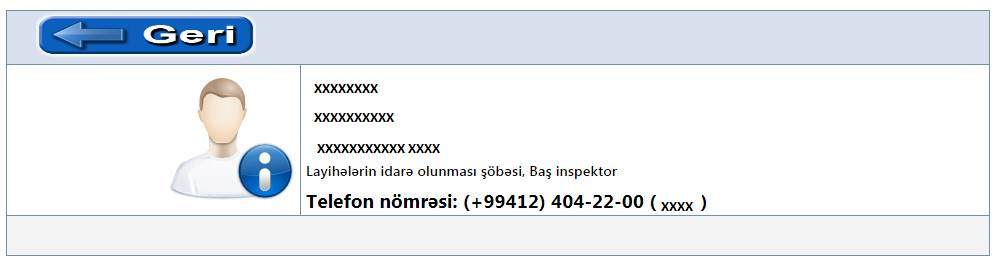 Geri
xxxxxxxx
xxxxxxxxxx
xxxxxxxxxxx xxxx
Layihələrin idarə olunması şöbəsi, Baş inspektor
Telefon nömrəsi: (+99412) 404-22-00 ( xxxx )